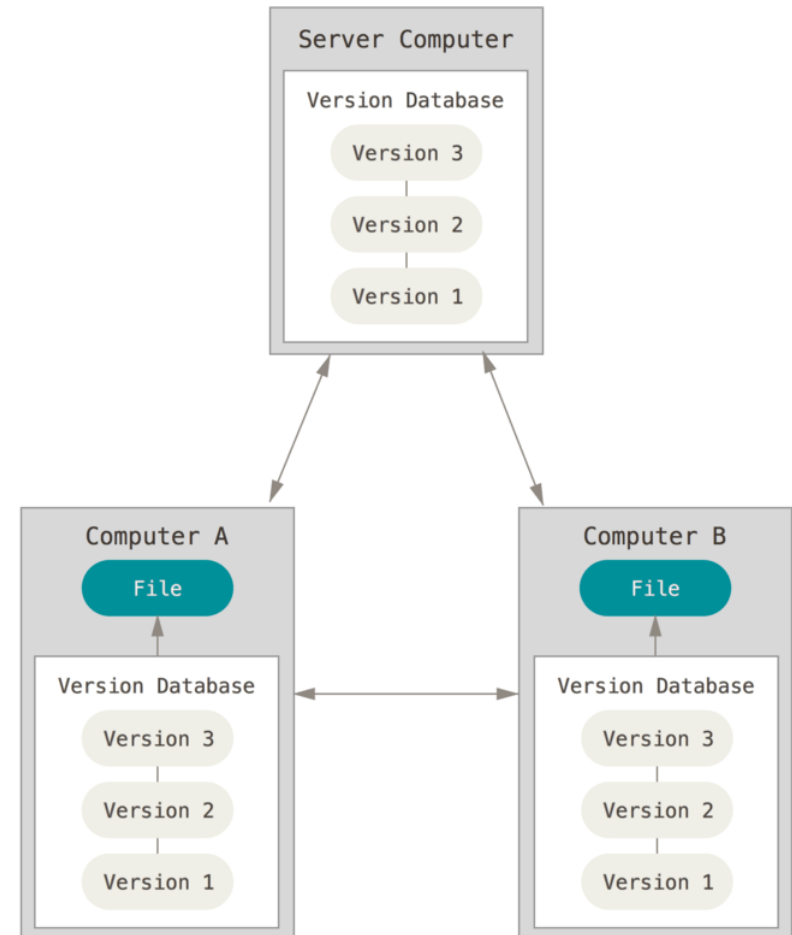 Server Computer
Version Database
Version 3
Version 2
Version 1
Computer A
File
Version Database
Version 3
Version 2
Version 1
Computer B
File
Version Database
Version 3
Version 2
Version 1